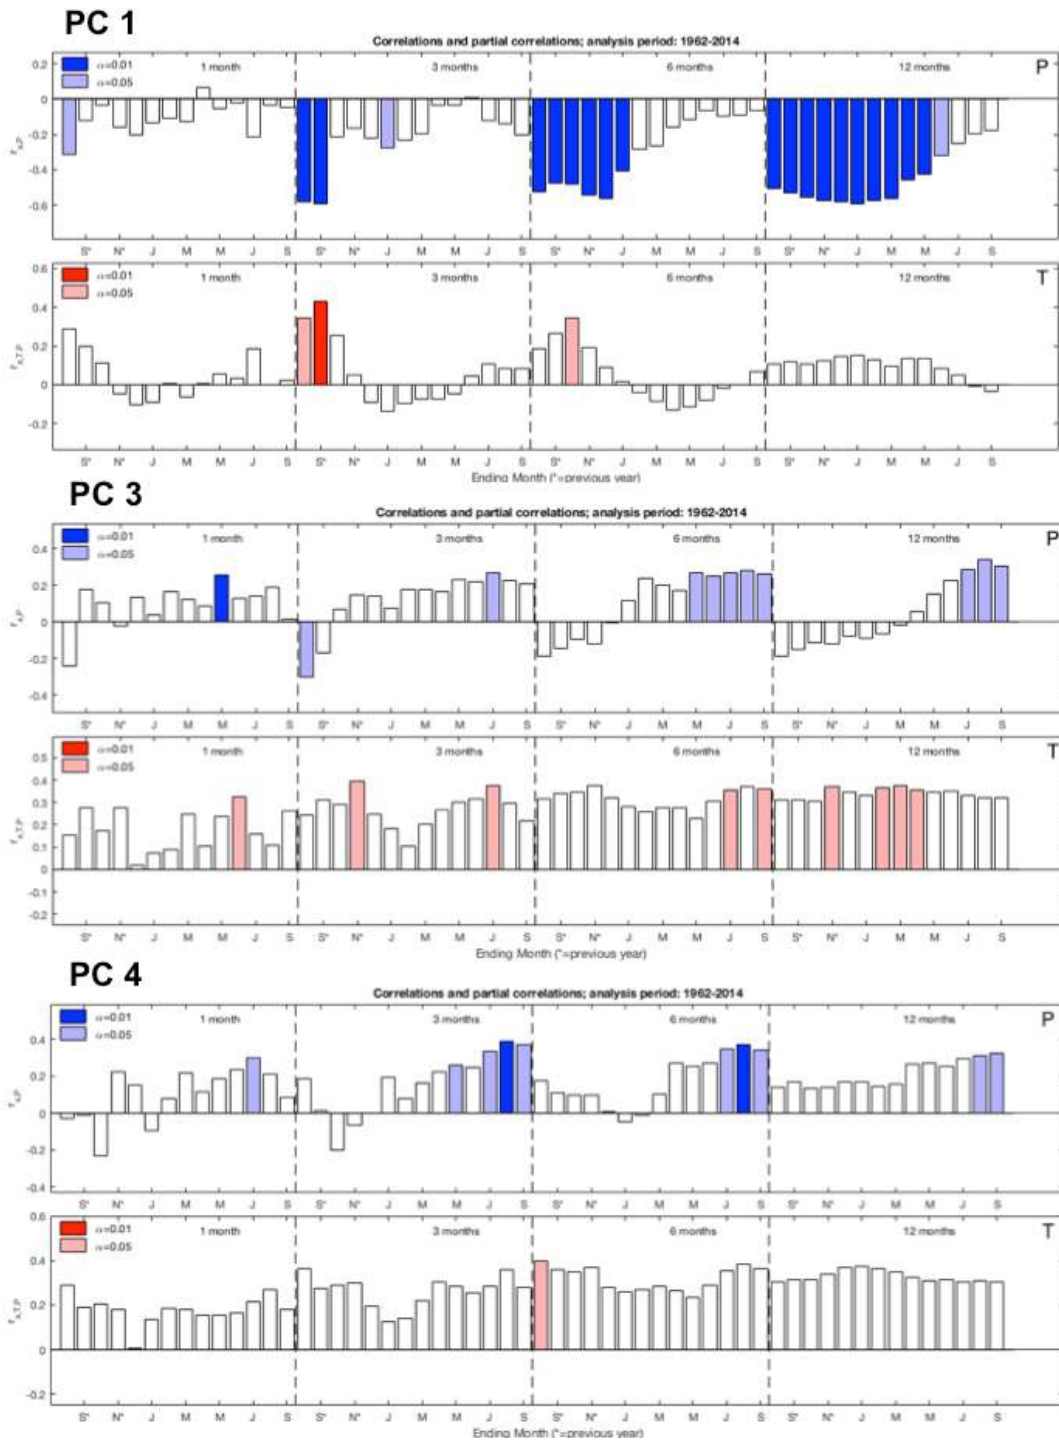 PC 1
Correlations and partial correlations; analysis period: 1962-2014
α=0.01
α=0.05
1 month
3 months
6 months
12 months
P
0.2
0
-0.2
-0.4
-0.6
r x,P
S* N* J M M J S S* N* J M M J S S* N* J M M J S S* N* J M M J S
α=0.01
α=0.05
1 month
3 months
6 months
12 months
T
0.6
0.4
0.2
0
-0.2
r x,T.P
S* N* J M M J S S* N* J M M J S S* N* J M M J S S* N* J M M J S
Ending Month (*=previous year)
PC 3
Correlations and partial correlations; analysis period: 1962-2014
α=0.01
α=0.05
1 month
3 months
6 months
12 months
P
0.4
0.2
0
-0.2
-0.4
r x,P
S* N* J M M J S S* N* J M M J S S* N* J M M J S S* N* J M M J S
α=0.01
α=0.05
1 month
3 months
6 months
12 months
T
0.5
0.4
0.3
0.2
0.1
0
-0.1
-0.2
r x,T.P
S* N* J M M J S S* N* J M M J S S* N* J M M J S S* N* J M M J S
Ending Month (*=previous year)
PC 4
Correlations and partial correlations; analysis period: 1962-2014
α=0.01
α=0.05
1 month
3 months
6 months
12 months
P
0.4
0.2
0
-0.2
-0.4
r x,P
S* N* J M M J S S* N* J M M J S S* N* J M M J S S* N* J M M J S
α=0.01
α=0.05
1 month
3 months
6 months
12 months
T
0.6
0.4
0.2
0
-0.2
r x,T.P
S* N* J M M J S S* N* J M M J S S* N* J M M J S S* N* J M M J S
Ending Month (*=previous year)